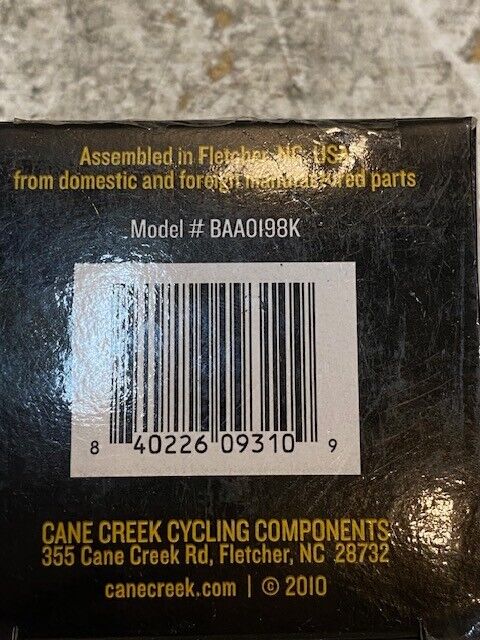 Assembled in Fletcher, NC, USA
from domestic and foreign manufactured parts
Model # BAA0198K
8 40226 09310 9
CANE CREEK CYCLING COMPONENTS
355 Cane Creek Rd, Fletcher, NC 28732
canecreek.com | © 2010